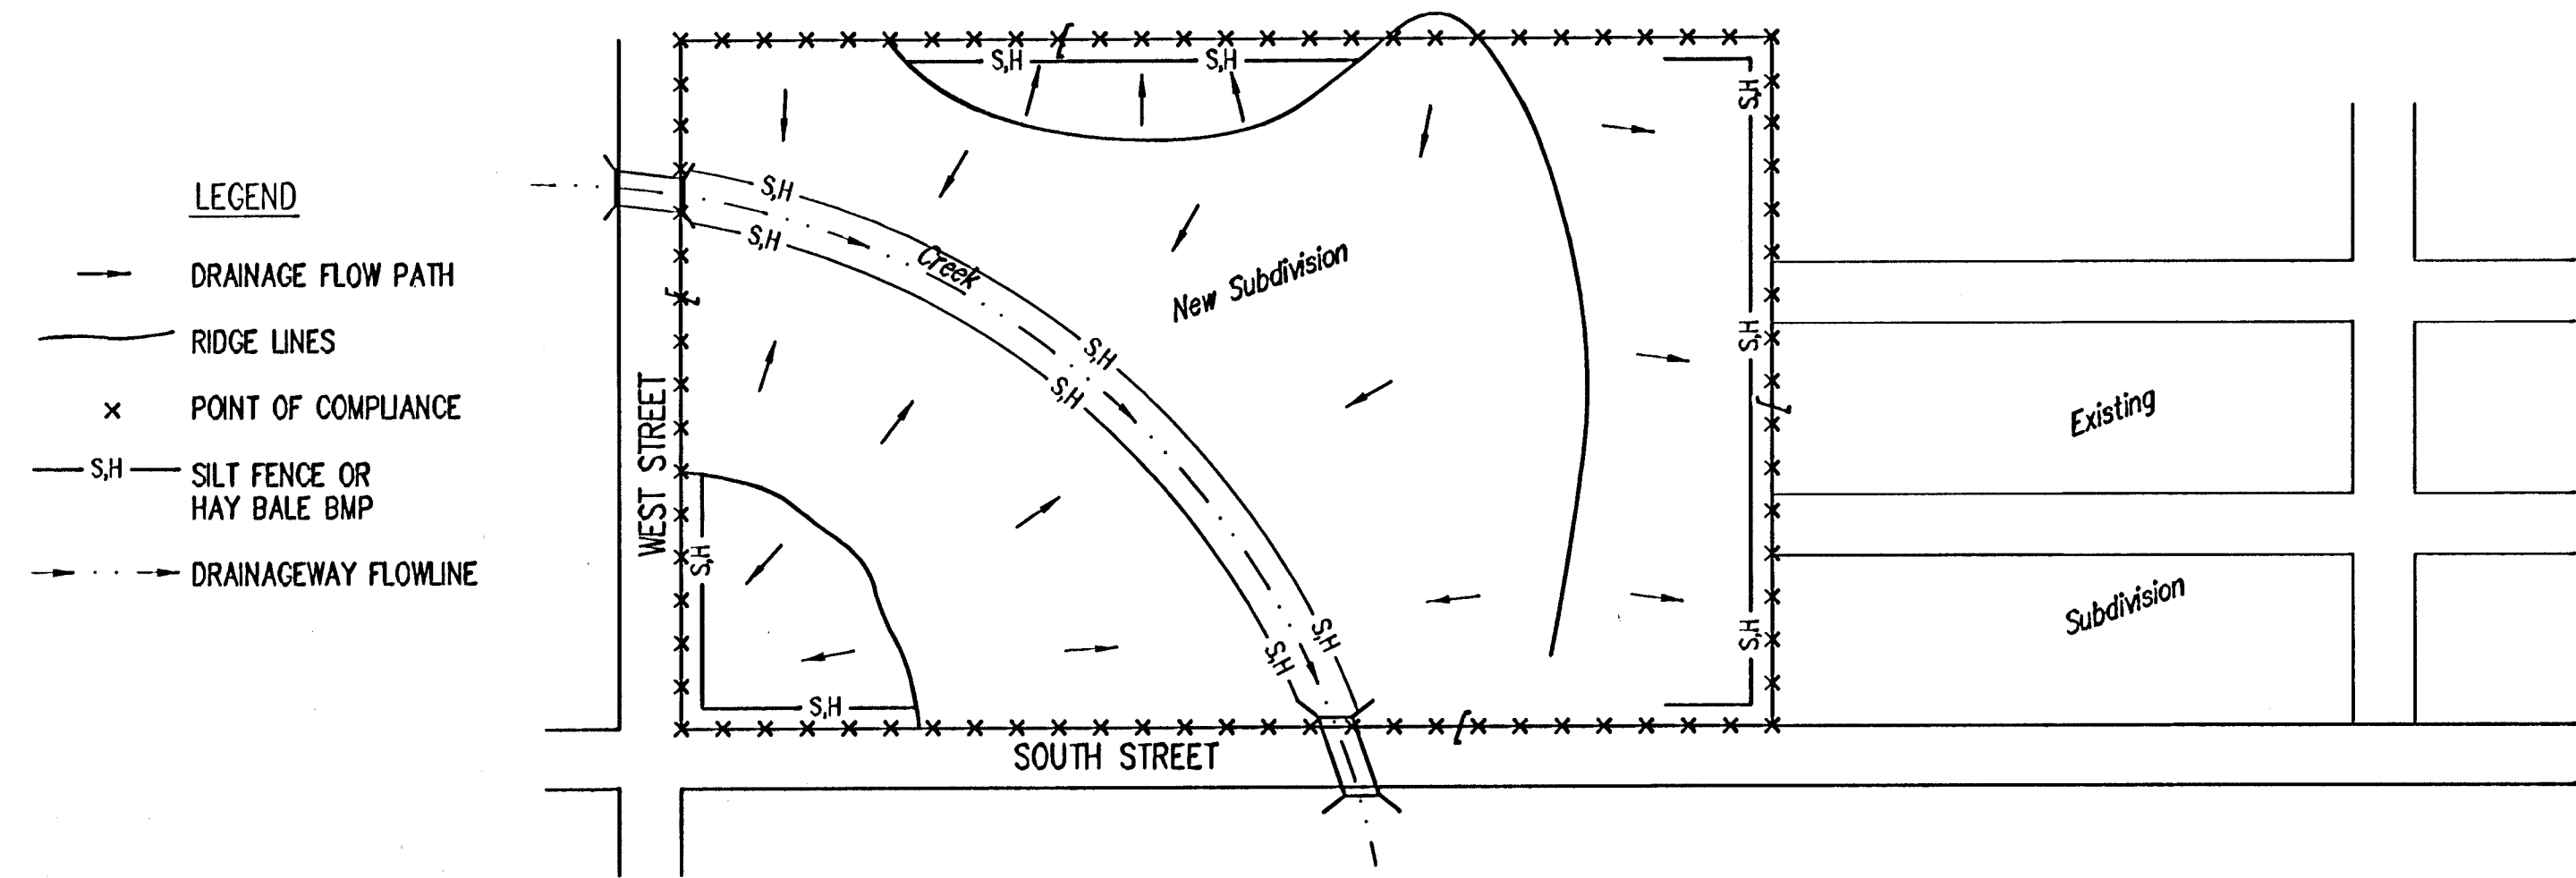 LEGEND
DRAINAGE FLOW PATH
RIDGE LINES
× POINT OF COMPLIANCE
S,H SILT FENCE OR
HAY BALE BMP
DRAINAGEWAY FLOWLINE
S,H
S,H
S,H
S,H
S,H
Creek
New Subdivision
S,H
S,H
S,H
WEST STREET
Existing
S,H
Subdivision
S,H
S,H
S,H
S,H
SOUTH STREET